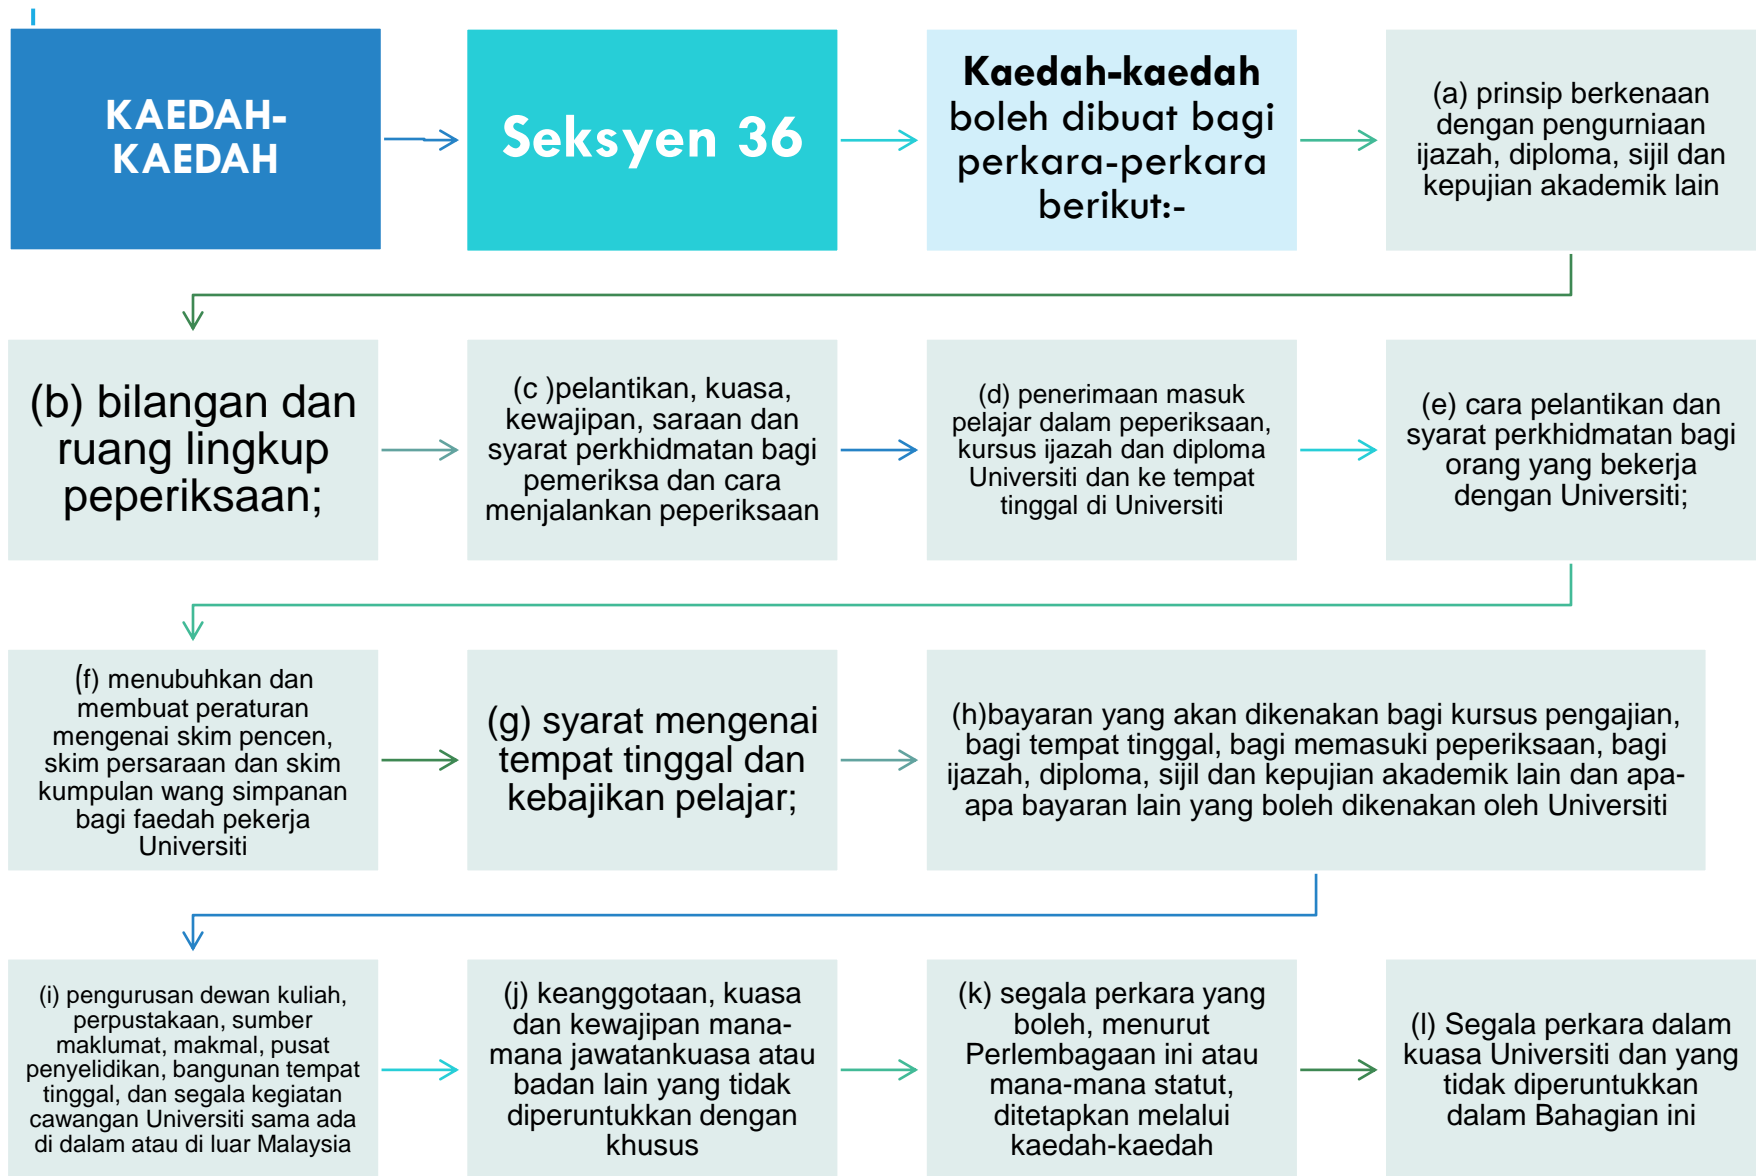 KAEDAH-
KAEDAH
Seksyen 36
Kaedah-kaedah
boleh dibuat bagi
perkara-perkara
berikut:-
(a) prinsip berkenaan
dengan pengurniaan
ijazah, diploma, sijil dan
kepujian akademik lain
(b) bilangan dan
ruang lingkup
peperiksaan;
(c )pelantikan, kuasa,
kewajipan, saraan dan
syarat perkhidmatan bagi
pemeriksa dan cara
menjalankan peperiksaan
(d) penerimaan masuk
pelajar dalam peperiksaan,
kursus ijazah dan diploma
Universiti dan ke tempat
tinggal di Universiti
(e) cara pelantikan dan
syarat perkhidmatan bagi
orang yang bekerja
dengan Universiti;
(f) menubuhkan dan
membuat peraturan
mengenai skim pencen,
skim persaraan dan skim
kumpulan wang simpanan
bagi faedah pekerja
Universiti
(g) syarat mengenai
tempat tinggal dan
kebajikan pelajar;
(h)bayaran yang akan dikenakan bagi kursus pengajian,
bagi tempat tinggal, bagi memasuki peperiksaan, bagi
ijazah, diploma, sijil dan kepujian akademik lain dan apa-
apa bayaran lain yang boleh dikenakan oleh Universiti
(i) pengurusan dewan kuliah,
perpustakaan, sumber
maklumat, makmal, pusat
penyelidikan, bangunan tempat
tinggal, dan segala kegiatan
cawangan Universiti sama ada
di dalam atau di luar Malaysia
(j) keanggotaan, kuasa
dan kewajipan mana-
mana jawatankuasa atau
badan lain yang tidak
diperuntukkan dengan
khusus
(k) segala perkara yang
boleh, menurut
Perlembagaan ini atau
mana-mana statut,
ditetapkan melalui
kaedah-kaedah
(l) Segala perkara dalam
kuasa Universiti dan yang
tidak diperuntukkan
dalam Bahagian ini